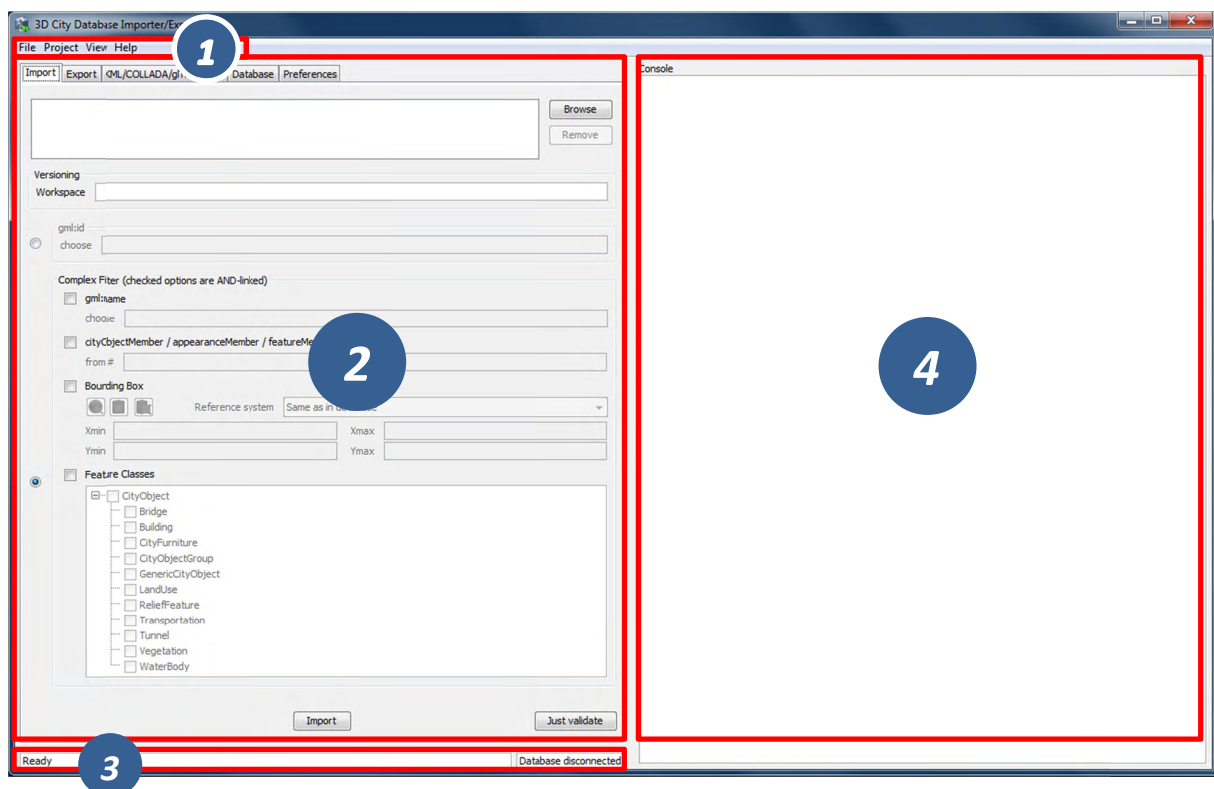 3D City Database Importer/Ex
File Project View Help
1
Import Export KML/COLLADA/gl Database Preferences
Console
Browse
Remove
Versioning
Workspace
gml:id
choose
Complex Fiter (checked options are AND-linked)
gml:name
choose
cityObjectMember / appearanceMember / featureMe
from #
2
4
Bounding Box
Reference system Same as in database
Xmin Xmax
Ymin Ymax
Feature Classes
CityObject
Bridge
Building
CityFurniture
CityObjectGroup
GenericCityObject
LandUse
ReliefFeature
Transportation
Tunnel
Vegetation
WaterBody
Import Just validate
Ready Database disconnected
3